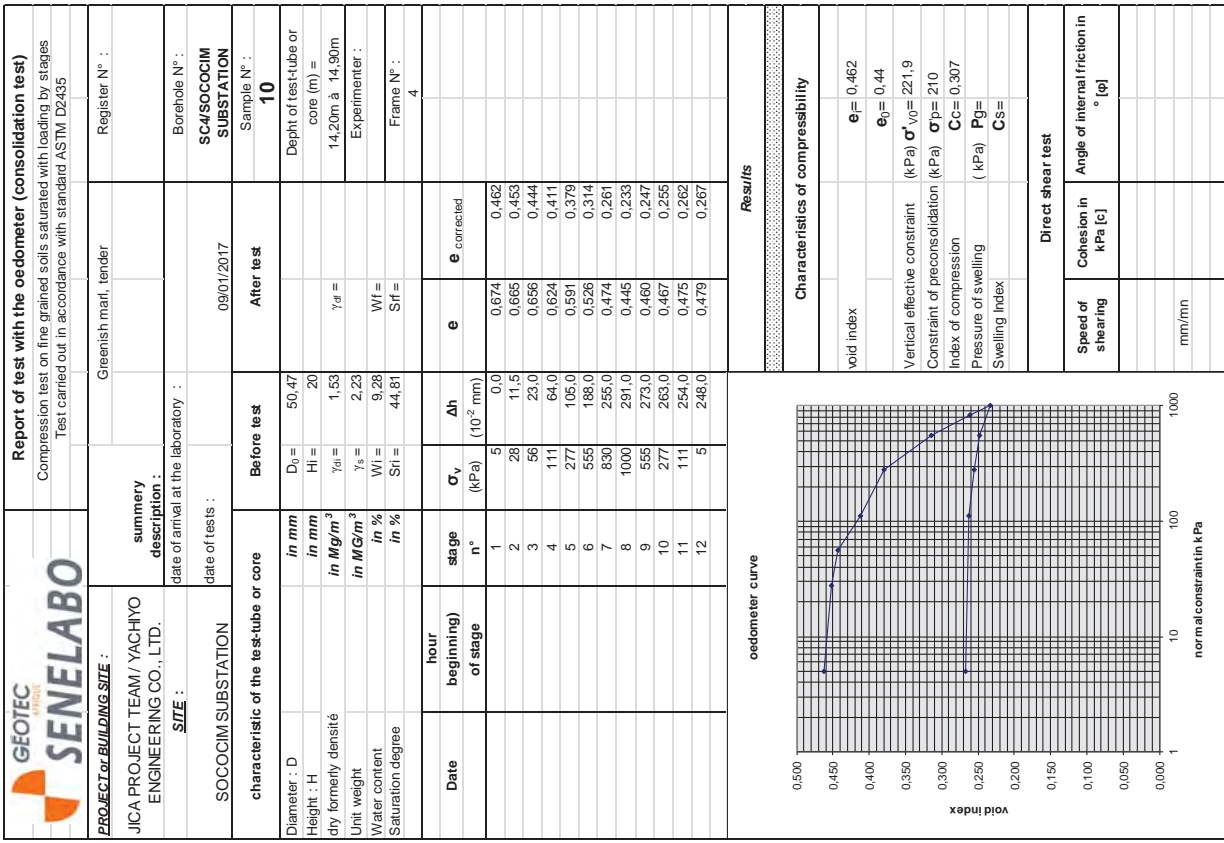 GEOTEC
AFRIQUE
SENELABO
Report of test with the oedometer (consolidation test)
Compression test on fine grained soils saturated with loading by stages
Test carried out in accordance with standard ASTM D2435
PROJECT or BUILDING SITE :
JICA PROJECT TEAM / YACHIYO
ENGINEERING CO., LTD.
SITE :
SOCOCIM SUBSTATION
summery
description :
Greenish marl, tender
date of arrival at the laboratory :
date of tests :
09/01/2017
Register N° :
Borehole N° :
SC4/SOCOCIM
SUBSTATION
characteristic of the test-tube or core
Before test
After test
Sample N° :
10
Diameter : D in mm D0 = 50,47
Height : H in mm Hi = 20
dry formerly densité in Mg/m³ γdi = 1,53 γdf =
Unit weight in MG/m³ γs = 2,23
Water content in % Wi = 9,28 Wf =
Saturation degree in % Sri = 44,81 Srf =
Depht of test-tube or
core (m) =
14,20m à 14,90m
Experimenter :
Frame N° :
4
Date
hour
beginning)
of stage
stage
n°
σv
(kPa)
Δh
(10⁻² mm)
e
e corrected
1 5 0,0 0,674 0,462
2 28 11,5 0,665 0,453
3 56 23,0 0,656 0,444
4 111 64,0 0,624 0,411
5 277 105,0 0,591 0,379
6 555 188,0 0,526 0,314
7 830 255,0 0,474 0,261
8 1000 291,0 0,445 0,233
9 555 273,0 0,460 0,247
10 277 263,0 0,467 0,255
11 111 254,0 0,475 0,262
12 5 248,0 0,479 0,267
oedometer curve
void index
0,500
0,450
0,400
0,350
0,300
0,250
0,200
0,150
0,100
0,050
0,000
1 10 100 1000
normal constraint in kPa
Results
Characteristics of compressibility
void index ei= 0,462
e0= 0,44
Vertical effective constraint (kPa) σ'v0= 221,9
Constraint of preconsolidation (kPa) σ'p= 210
Index of compression Cc= 0,307
Pressure of swelling ( kPa) Pg=
Swelling Index Cs=
Direct shear test
Speed of
shearing
Cohesion in
kPa [c]
Angle of internal friction in
° [φ]
mm/mn